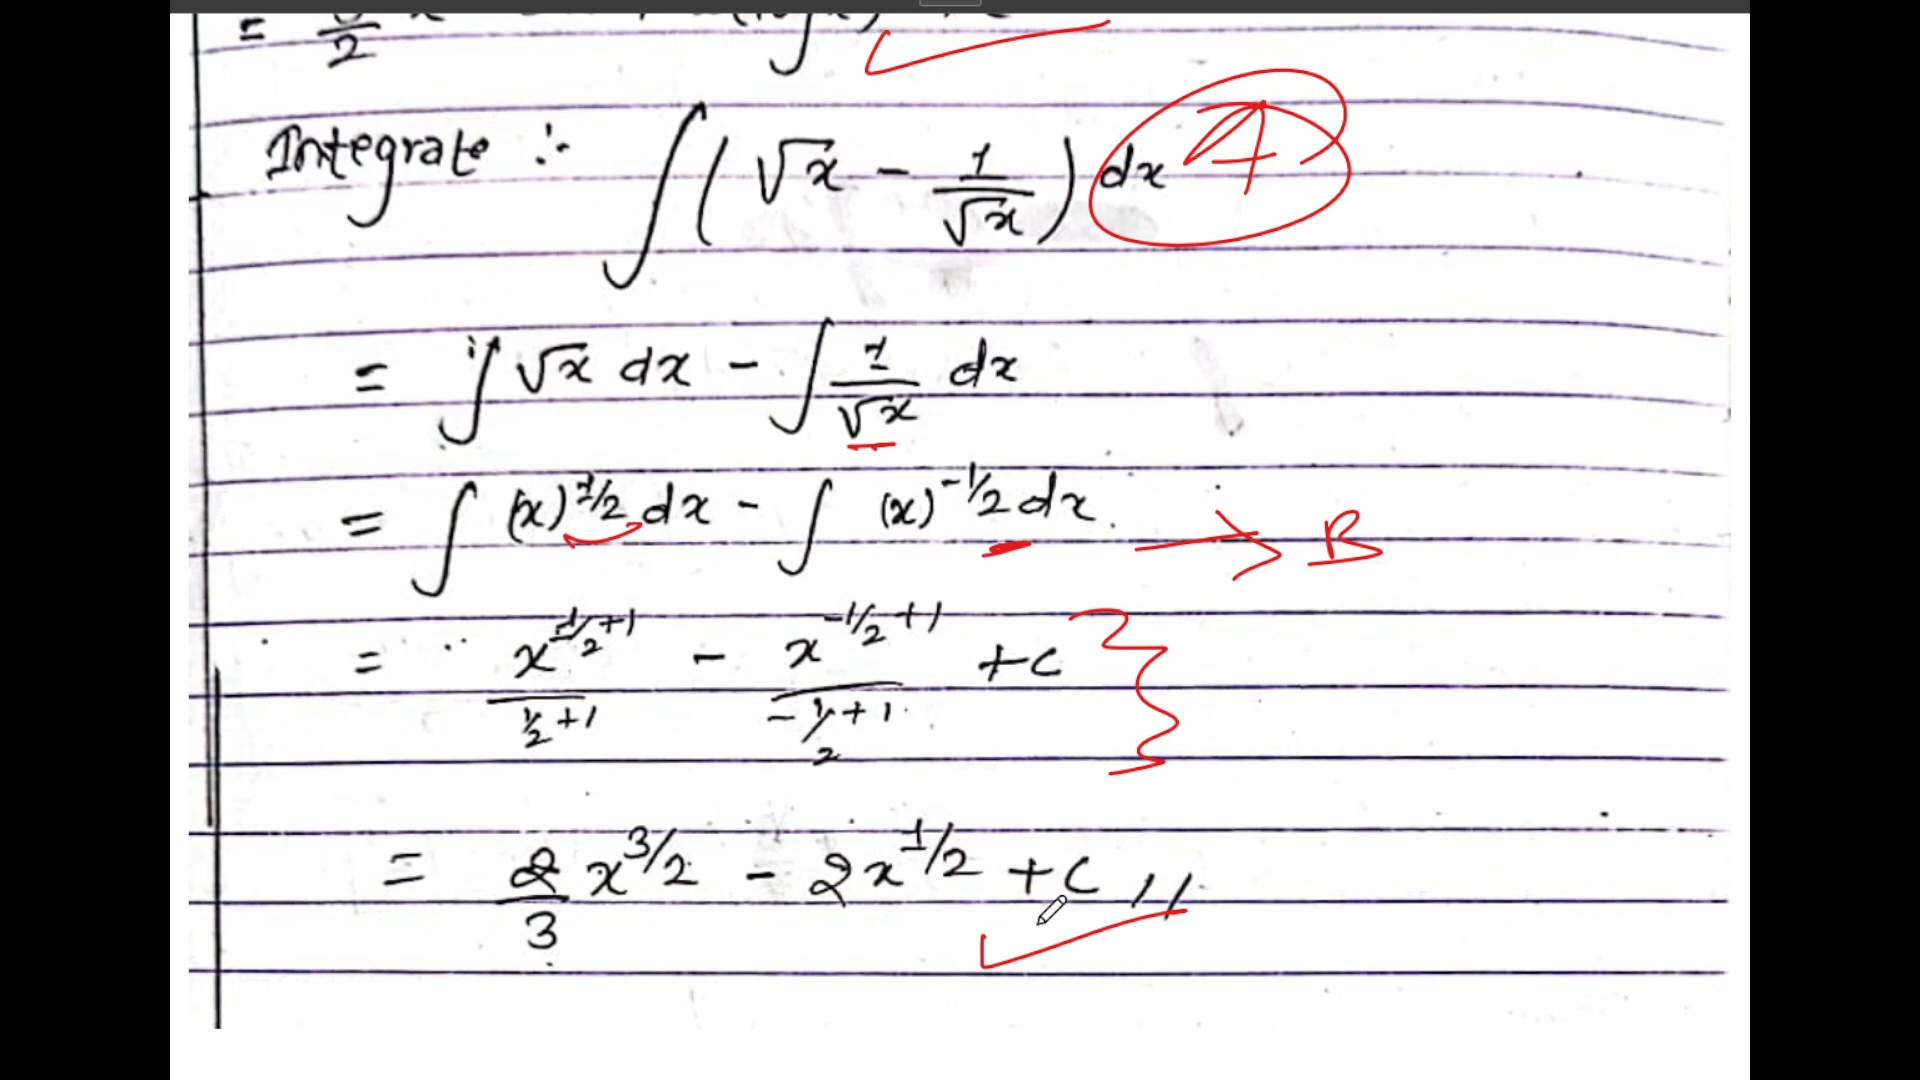 = /2
Integrate :- ∫(√x - 1/√x) dx A
= ∫√x dx - ∫1/√x dx
= ∫(x)^1/2 dx - ∫(x)^-1/2 dx. → B
= x^1/2+1 / 1/2+1 - x^-1/2+1 / -1/2+1 + c
= 2/3 x^3/2 - 2x^1/2 + c //